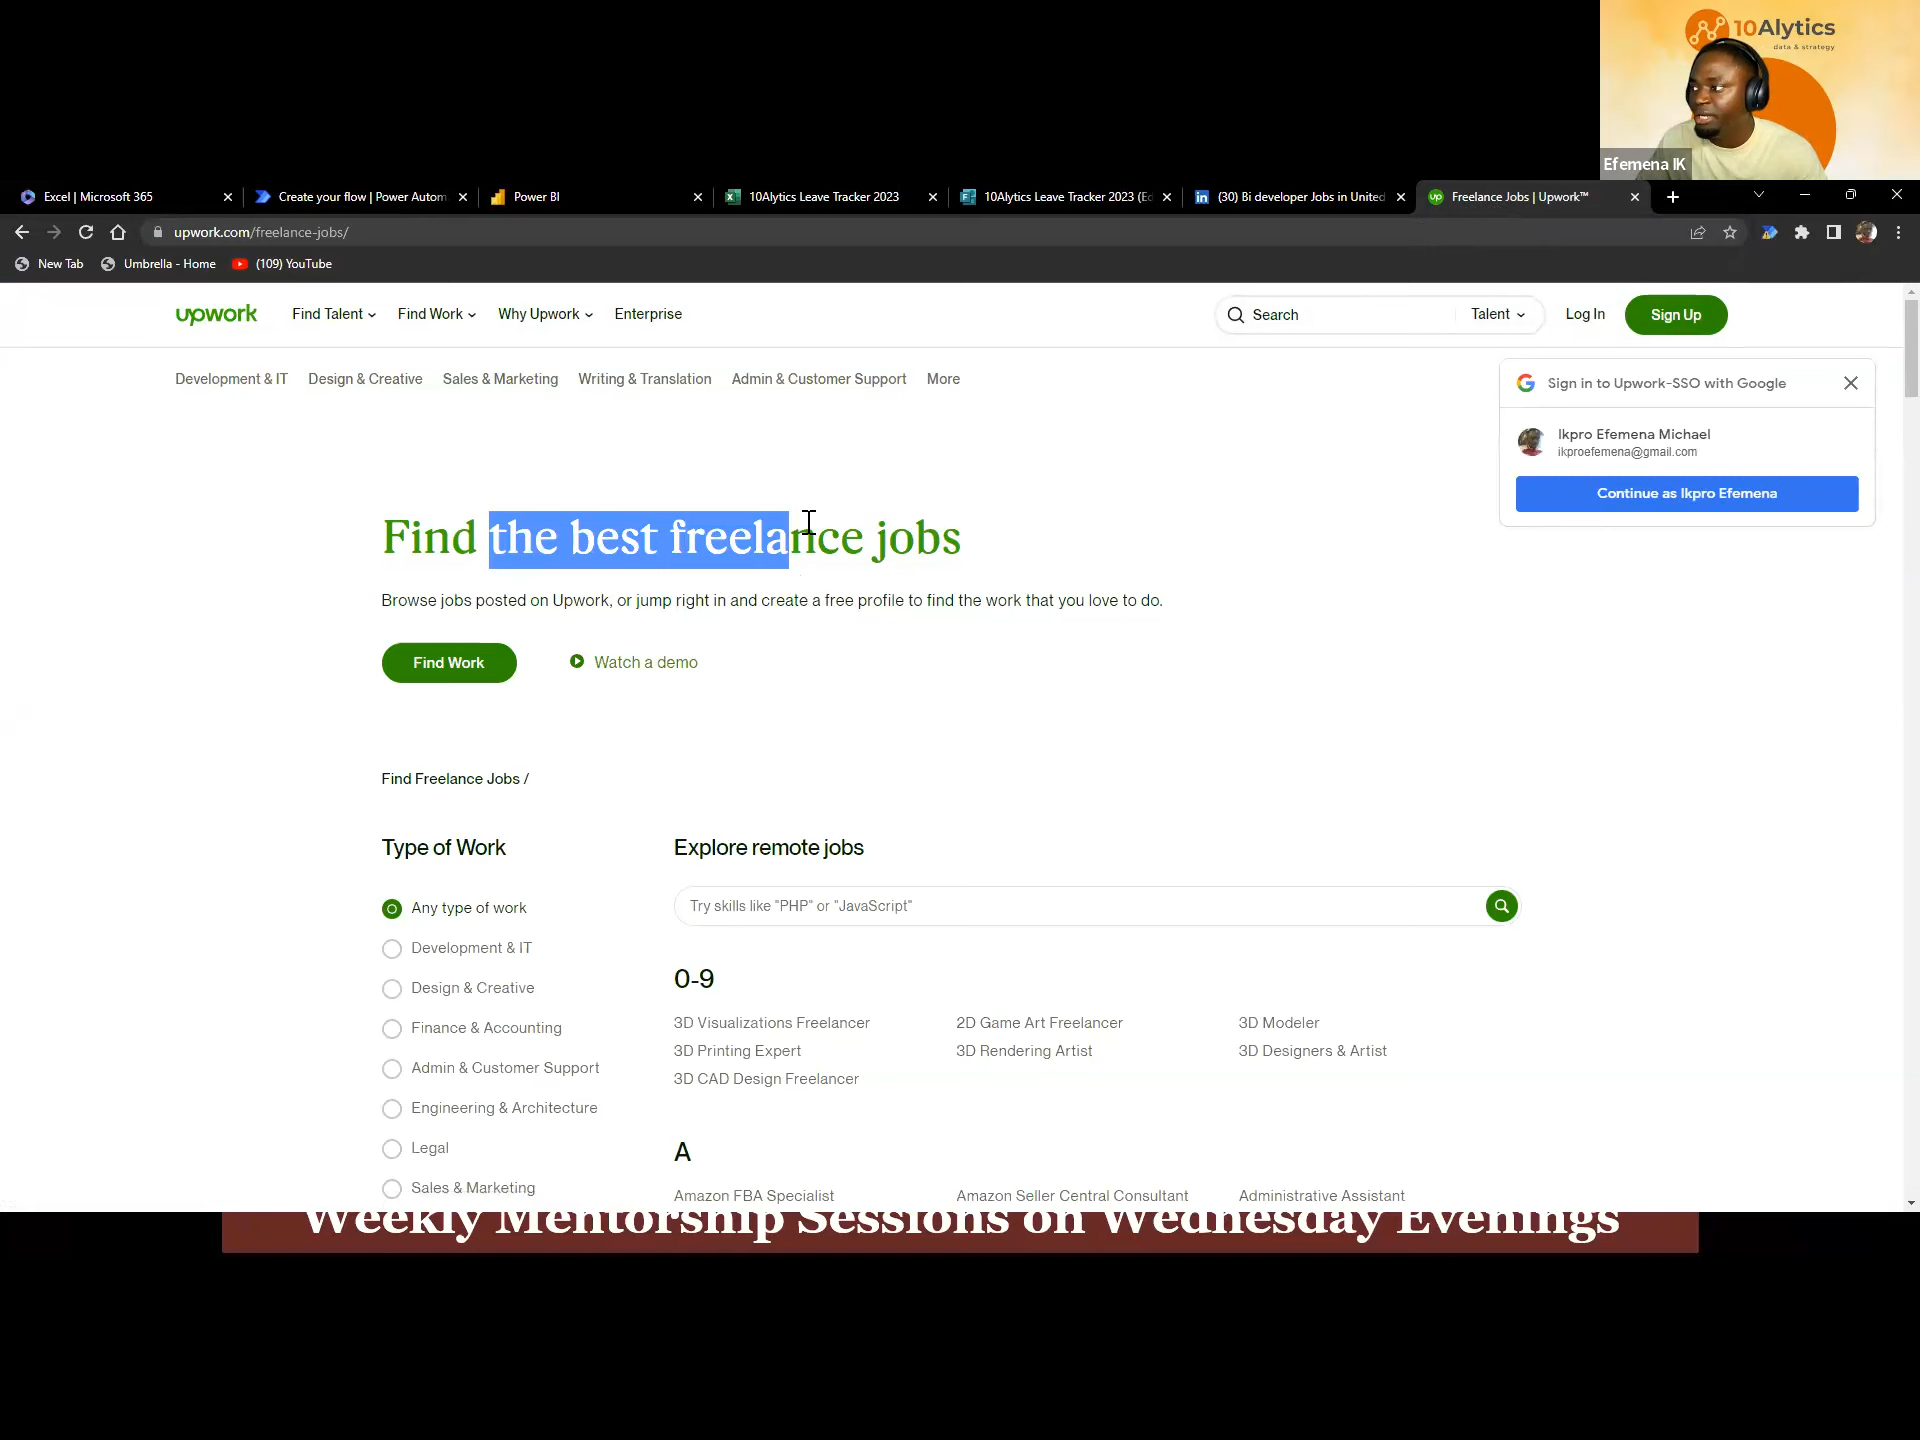 10Alytics
data & strategy
Efemena IK
Excel | Microsoft 365
Create your flow | Power Autom
Power BI
10Alytics Leave Tracker 2023
10Alytics Leave Tracker 2023 (Ed
(30) Bi developer Jobs in United
Freelance Jobs | Upwork™
upwork.com/freelance-jobs/
New Tab
Umbrella - Home
(109) YouTube
upwork
Find Talent
Find Work
Why Upwork
Enterprise
Search
Talent
Log In
Sign Up
Development & IT
Design & Creative
Sales & Marketing
Writing & Translation
Admin & Customer Support
More
Sign in to Upwork-SSO with Google
Ikpro Efemena Michael
ikproefemena@gmail.com
Continue as Ikpro Efemena
Find the best freelance jobs
Browse jobs posted on Upwork, or jump right in and create a free profile to find the work that you love to do.
Find Work
Watch a demo
Find Freelance Jobs /
Type of Work
Any type of work
Development & IT
Design & Creative
Finance & Accounting
Admin & Customer Support
Engineering & Architecture
Legal
Sales & Marketing
Explore remote jobs
Try skills like "PHP" or "JavaScript"
0-9
3D Visualizations Freelancer
2D Game Art Freelancer
3D Modeler
3D Printing Expert
3D Rendering Artist
3D Designers & Artist
3D CAD Design Freelancer
A
Amazon FBA Specialist
Amazon Seller Central Consultant
Administrative Assistant
Weekly Mentorship Sessions on Wednesday Evenings